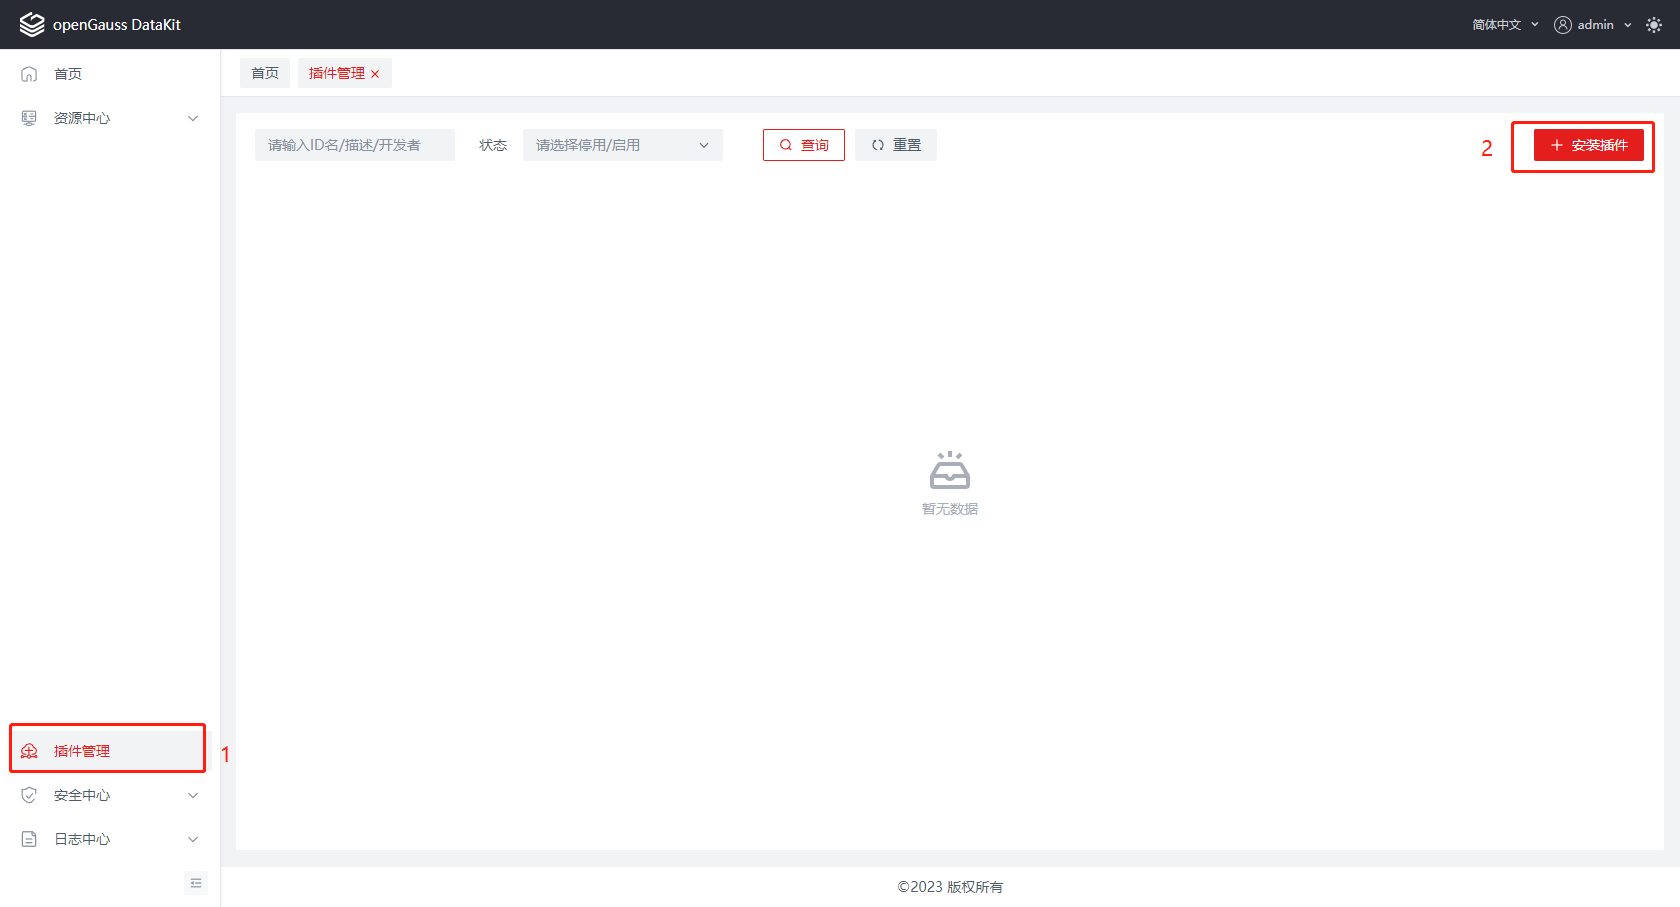 openGauss DataKit
简体中文
admin
首页
资源中心
首页
插件管理
请输入ID名/描述/开发者
状态
请选择停用/启用
查询
重置
2
安装插件
暂无数据
插件管理
1
安全中心
日志中心
©2023 版权所有